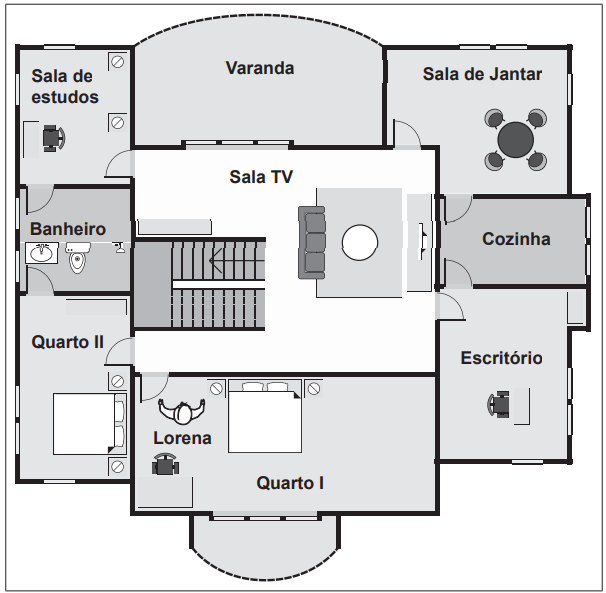 Sala de
estudos
Varanda
Sala de Jantar
Sala TV
Banheiro
Cozinha
Quarto II
Escritório
Lorena
Quarto I